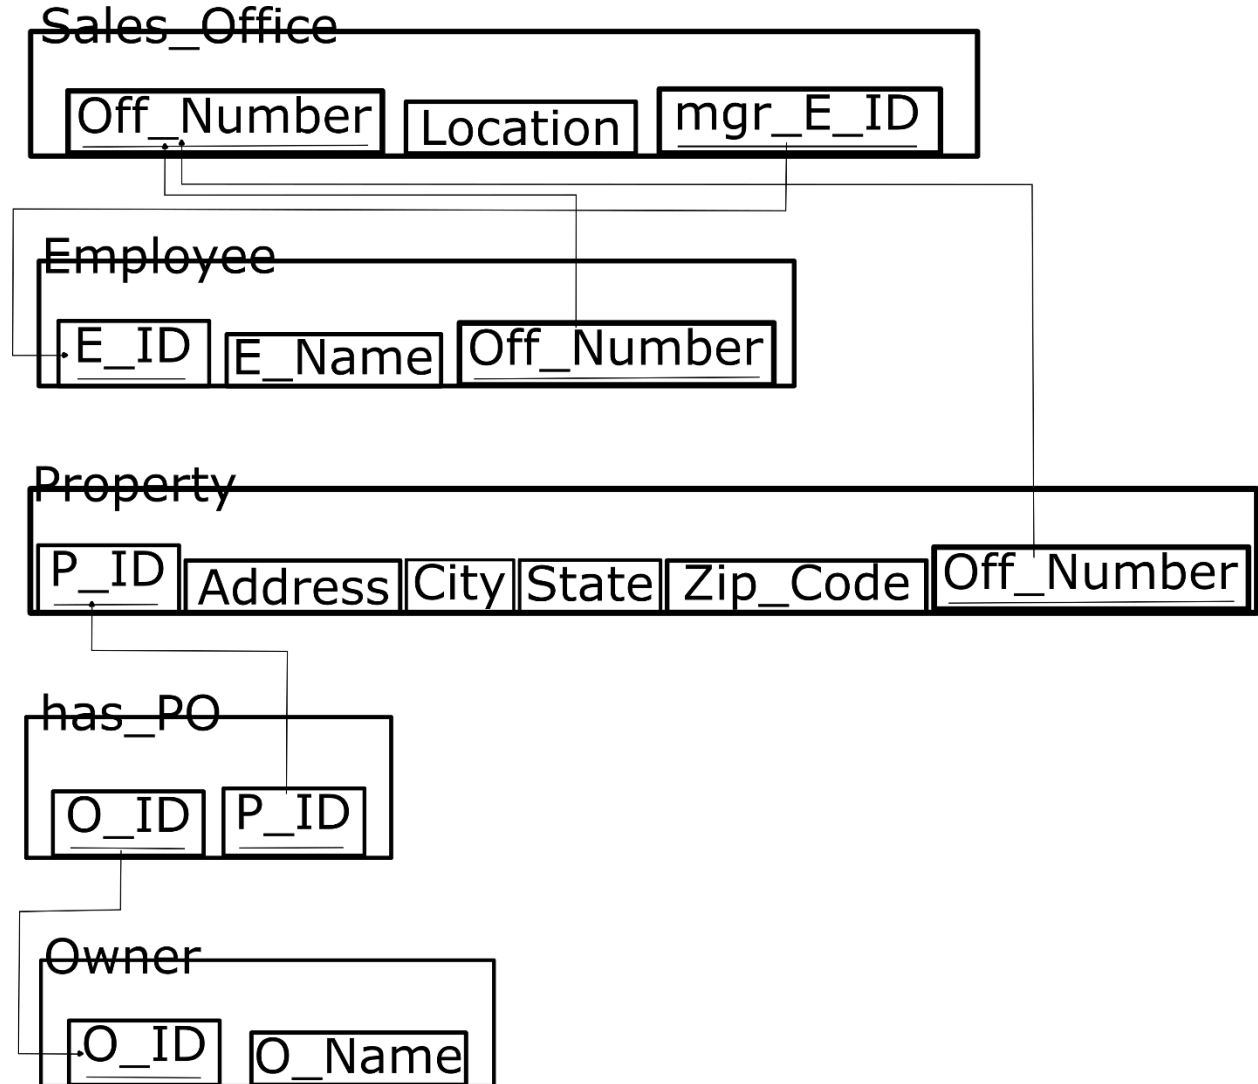 Sales_Office
Off_Number Location mgr_E_ID
Employee
E_ID E_Name Off_Number
Property
P_ID Address City State Zip_Code Off_Number
has_PO
O_ID P_ID
Owner
O_ID O_Name